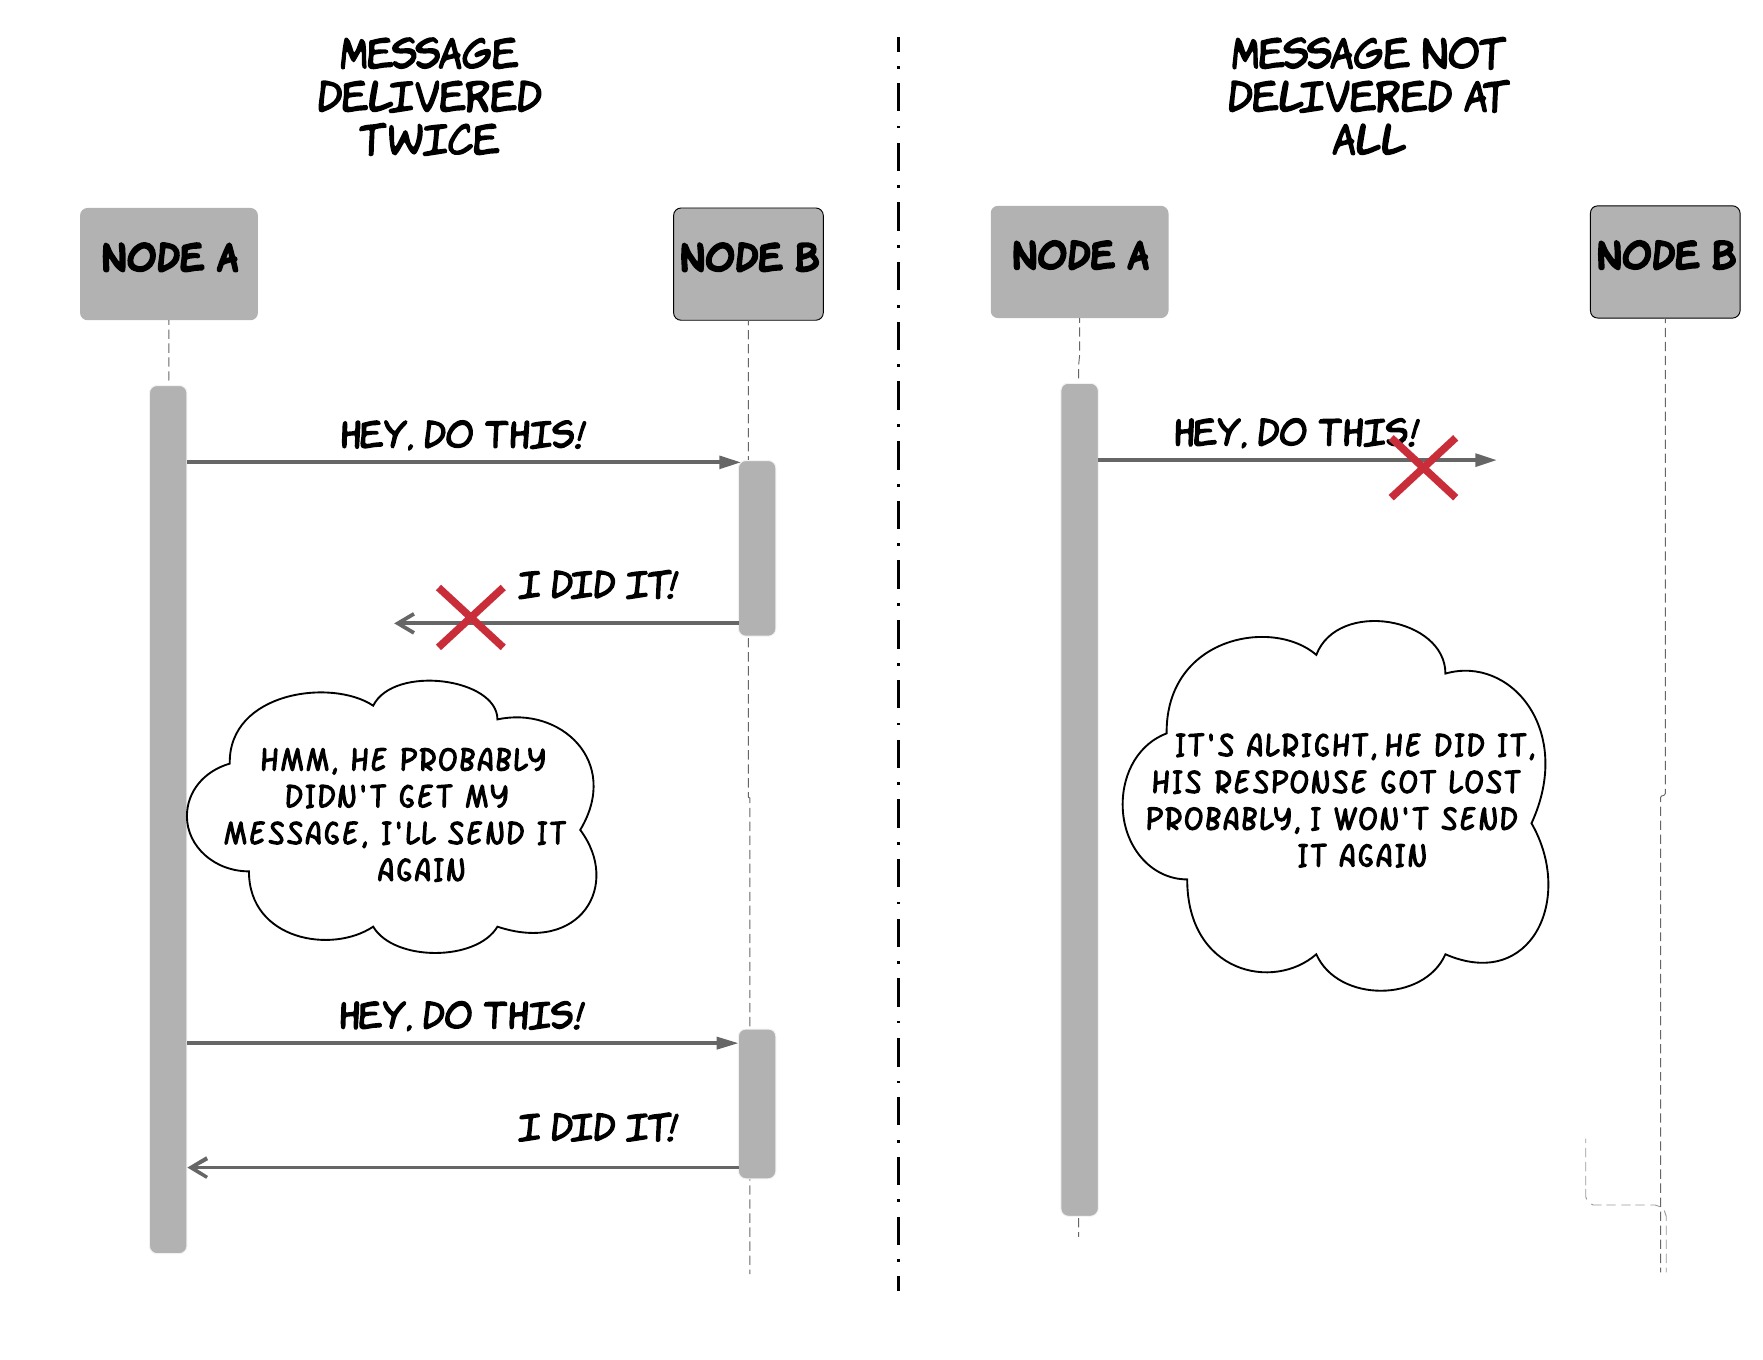 MESSAGE
DELIVERED
TWICE
NODE A
NODE B
HEY, DO THIS!
I DID IT!
HMM, HE PROBABLY
DIDN'T GET MY
MESSAGE, I'LL SEND IT
AGAIN
HEY, DO THIS!
I DID IT!
MESSAGE NOT
DELIVERED AT
ALL
NODE A
NODE B
HEY, DO THIS!
IT'S ALRIGHT, HE DID IT,
HIS RESPONSE GOT LOST
PROBABLY, I WON'T SEND
IT AGAIN